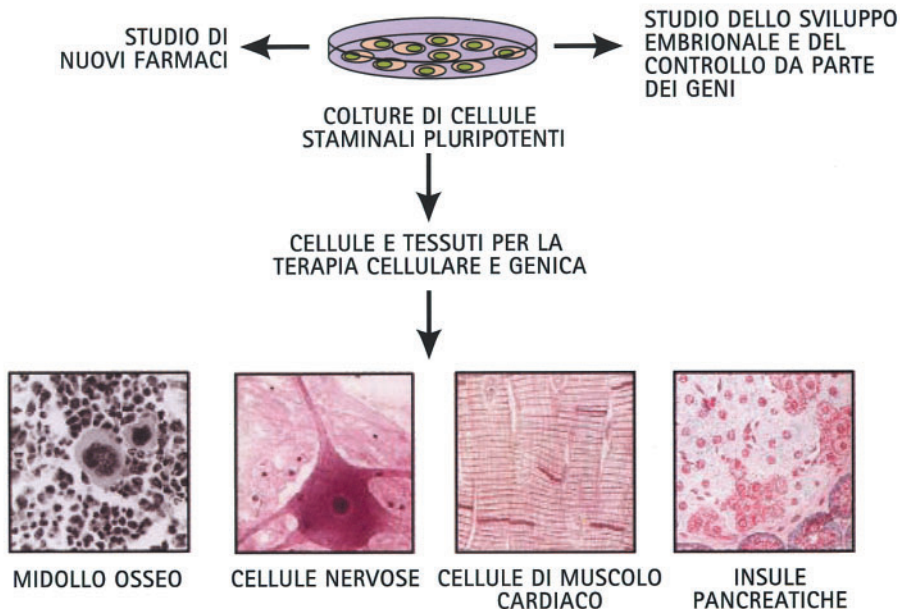 STUDIO DI
NUOVI FARMACI
STUDIO DELLO SVILUPPO
EMBRIONALE E DEL
CONTROLLO DA PARTE
DEI GENI
COLTURE DI CELLULE
STAMINALI PLURIPOTENTI
CELLULE E TESSUTI PER LA
TERAPIA CELLULARE E GENICA
MIDOLLO OSSEO
CELLULE NERVOSE
CELLULE DI MUSCOLO
CARDIACO
INSULE
PANCREATICHE